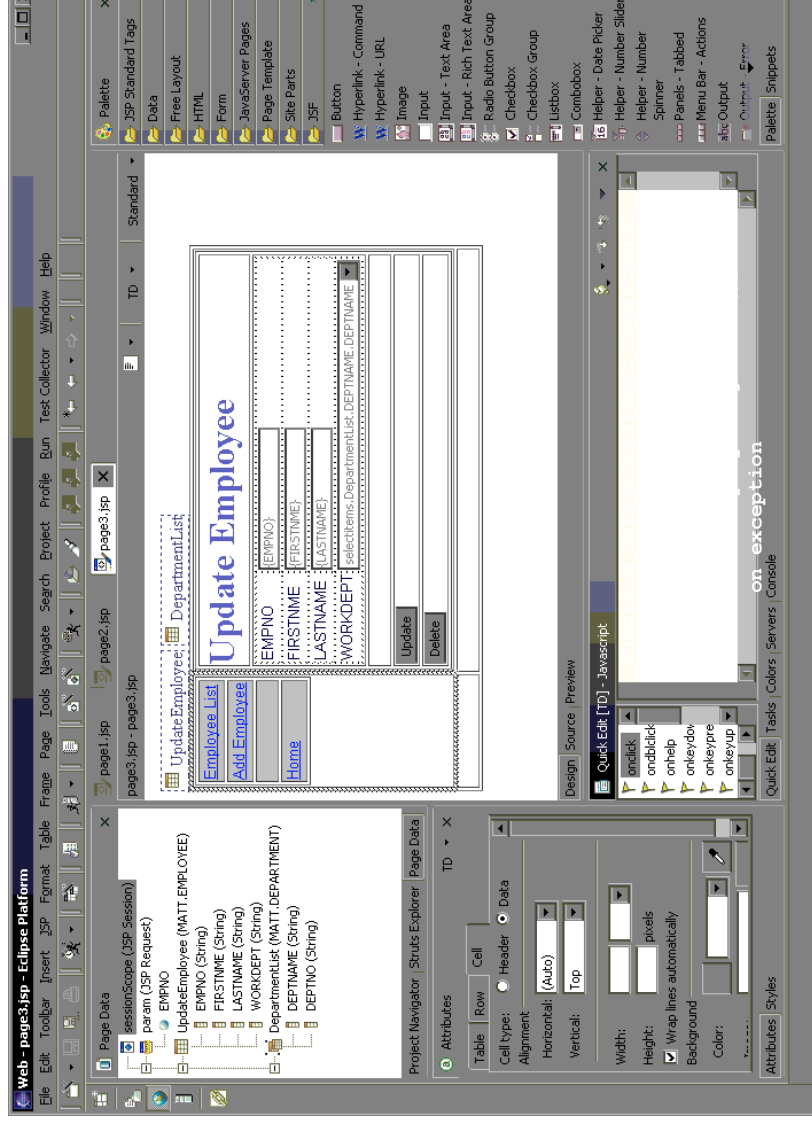 Web - page3.jsp - Eclipse Platform
File Edit Toolbar Insert JSP Format Table Frame Page Tools Navigate Search Project Profile Run Test Collector Window Help
Page Data
sessionScope (JSP Session)
param (JSP Request)
EMPNO
UpdateEmployee (MATT.EMPLOYEE)
EMPNO (String)
FIRSTNME (String)
LASTNAME (String)
WORKDEPT (String)
DepartmentList (MATT.DEPARTMENT)
DEPTNAME (String)
DEPTNO (String)
Project Navigator Struts Explorer Page Data
Attributes TD
Table Row Cell
Cell type: Header Data
Alignment
Horizontal: (Auto)
Vertical: Top
Width:
Height: pixels
Wrap lines automatically
Background
Color:
Attributes Styles
page1.jsp page2.jsp page3.jsp
page3.jsp - page3.jsp TD Standard
UpdateEmployee; DepartmentList;
Employee List
Add Employee
Home
Update Employee
EMPNO {EMPNO}
FIRSTNME {FIRSTNME}
LASTNAME {LASTNAME}
WORKDEPT selectitems.DepartmentList.DEPTNAME.DEPTNAME
Update
Delete
Design Source Preview
Quick Edit [TD] - Javascript
onclick
ondblclick
onhelp
onkeydow
onkeypre
onkeyup
on exception
Quick Edit Tasks Colors Servers Console
Palette
JSP Standard Tags
Data
Free Layout
HTML
Form
JavaServer Pages
Page Template
Site Parts
JSF
Button
Hyperlink - Command
Hyperlink - URL
Image
Input
Input - Text Area
Input - Rich Text Area
Radio Button Group
Checkbox
Checkbox Group
Listbox
Combobox
Helper - Date Picker
Helper - Number Slider
Helper - Number
Spinner
Panels - Tabbed
Menu Bar - Actions
Output
Output - Error
Palette Snippets